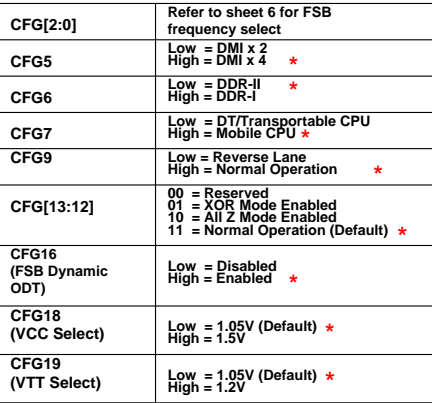 CFG[2:0]
Refer to sheet 6 for FSB
frequency select
CFG5
Low = DMI x 2
High = DMI x 4 *
CFG6
Low = DDR-II *
High = DDR-I
CFG7
Low = DT/Transportable CPU
High = Mobile CPU *
CFG9
Low = Reverse Lane
High = Normal Operation *
CFG[13:12]
00 = Reserved
01 = XOR Mode Enabled
10 = All Z Mode Enabled
11 = Normal Operation (Default) *
CFG16
(FSB Dynamic
ODT)
Low = Disabled
High = Enabled *
CFG18
(VCC Select)
Low = 1.05V (Default) *
High = 1.5V
CFG19
(VTT Select)
Low = 1.05V (Default) *
High = 1.2V